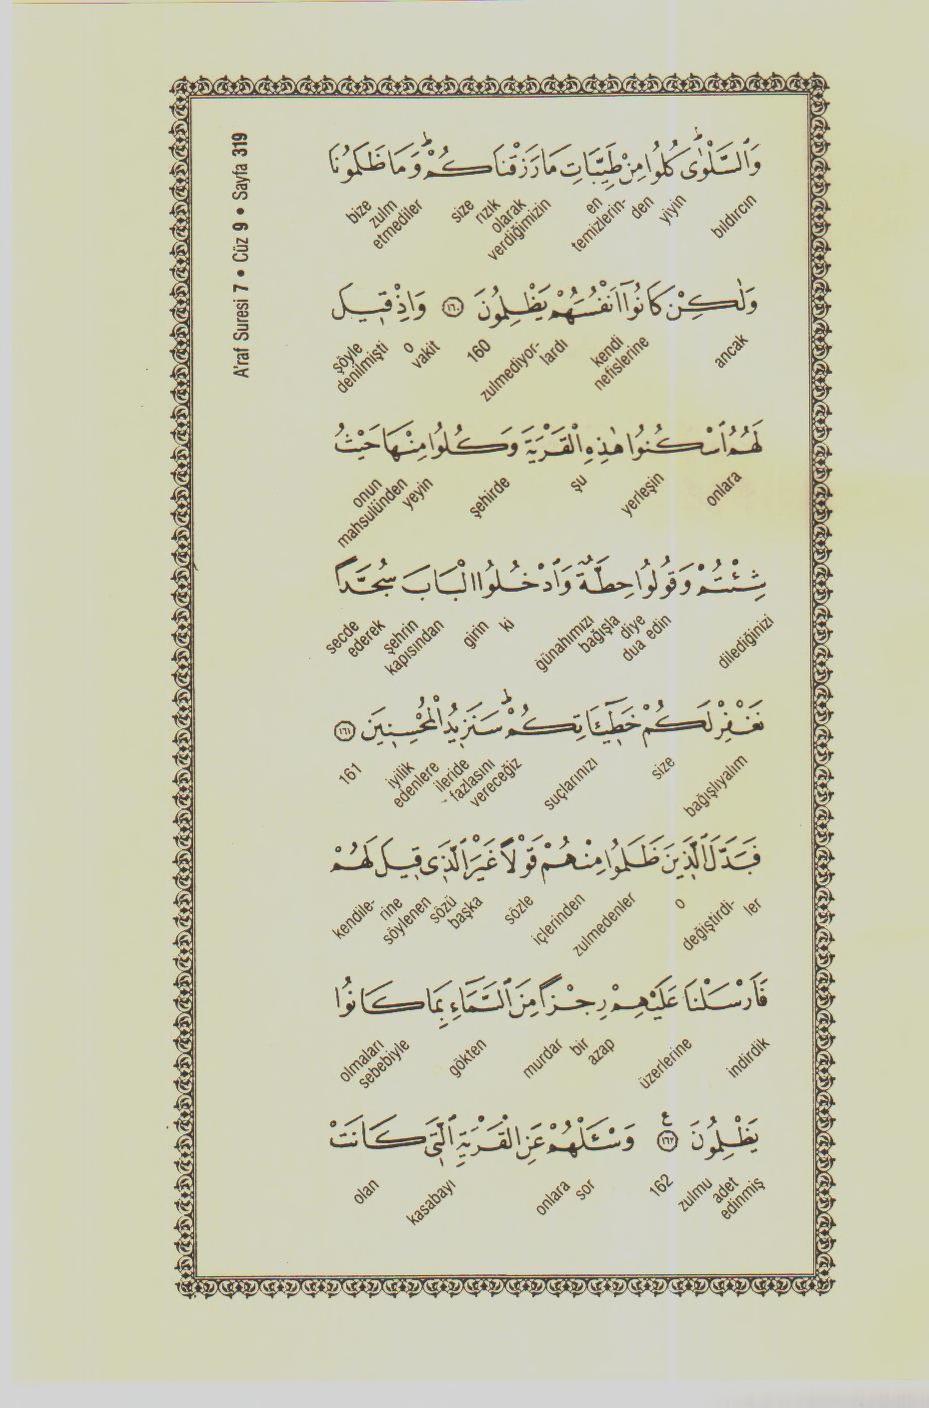 A'raf Suresi 7 • Cüz 9 • Sayfa 319
وَالسَّلْوٰىۜ كُلُوا مِنْ طَيِّبَاتِ مَا رَزَقْنَاكُمْۜ وَمَا ظَلَمُونَا
bıldırcın yiyin en temizlerin-den size rızık olarak verdiğimizin bize zulm etmediler
وَلٰكِنْ كَانُٓوا اَنْفُسَهُمْ يَظْلِمُونَ ﴿١٦٠﴾ وَاِذْ قٖيلَ
ancak kendi nefislerine zulmediyor-lardı 160 o vakit şöyle denilmişti
لَهُمُ اسْكُنُوا هٰذِهِ الْقَرْيَةَ وَكُلُوا مِنْهَا حَيْثُ
onlara yerleşin şu şehirde yeyin onun mahsulünden
شِئْتُمْ وَقُولُوا حِطَّةٌ وَادْخُلُوا الْبَابَ سُجَّدًا
dilediğinizi günahımızı bağışla diye dua edin ki girin şehrin kapısından secde ederek
نَغْفِرْ لَكُمْ خَطٖٓيـَٔاتِكُمْۜ سَنَزٖيدُ الْمُحْسِنٖينَ ﴿١٦١﴾
bağışlıyalım size suçlarınızı ileride - fazlasını vereceğiz iyilik edenlere 161
فَبَدَّلَ الَّذٖينَ ظَلَمُوا مِنْهُمْ قَوْلًا غَيْرَ الَّذٖى قٖيلَ لَهُمْ
değiştirdi-ler o zulmedenler içlerinden sözle başka sözü söylenen kendile-rine
فَاَرْسَلْنَا عَلَيْهِمْ رِجْزًا مِنَ السَّمَٓاءِ بِمَا كَانُوا
indirdik üzerlerine murdar bir azap gökten olmaları sebebiyle
يَظْلِمُونَ ﴿١٦٢﴾ ع وَسْـَٔلْهُمْ عَنِ الْقَرْيَةِ الَّتٖى كَانَتْ
zulmu adet edinmiş 162 onlara sor kasabayı olan